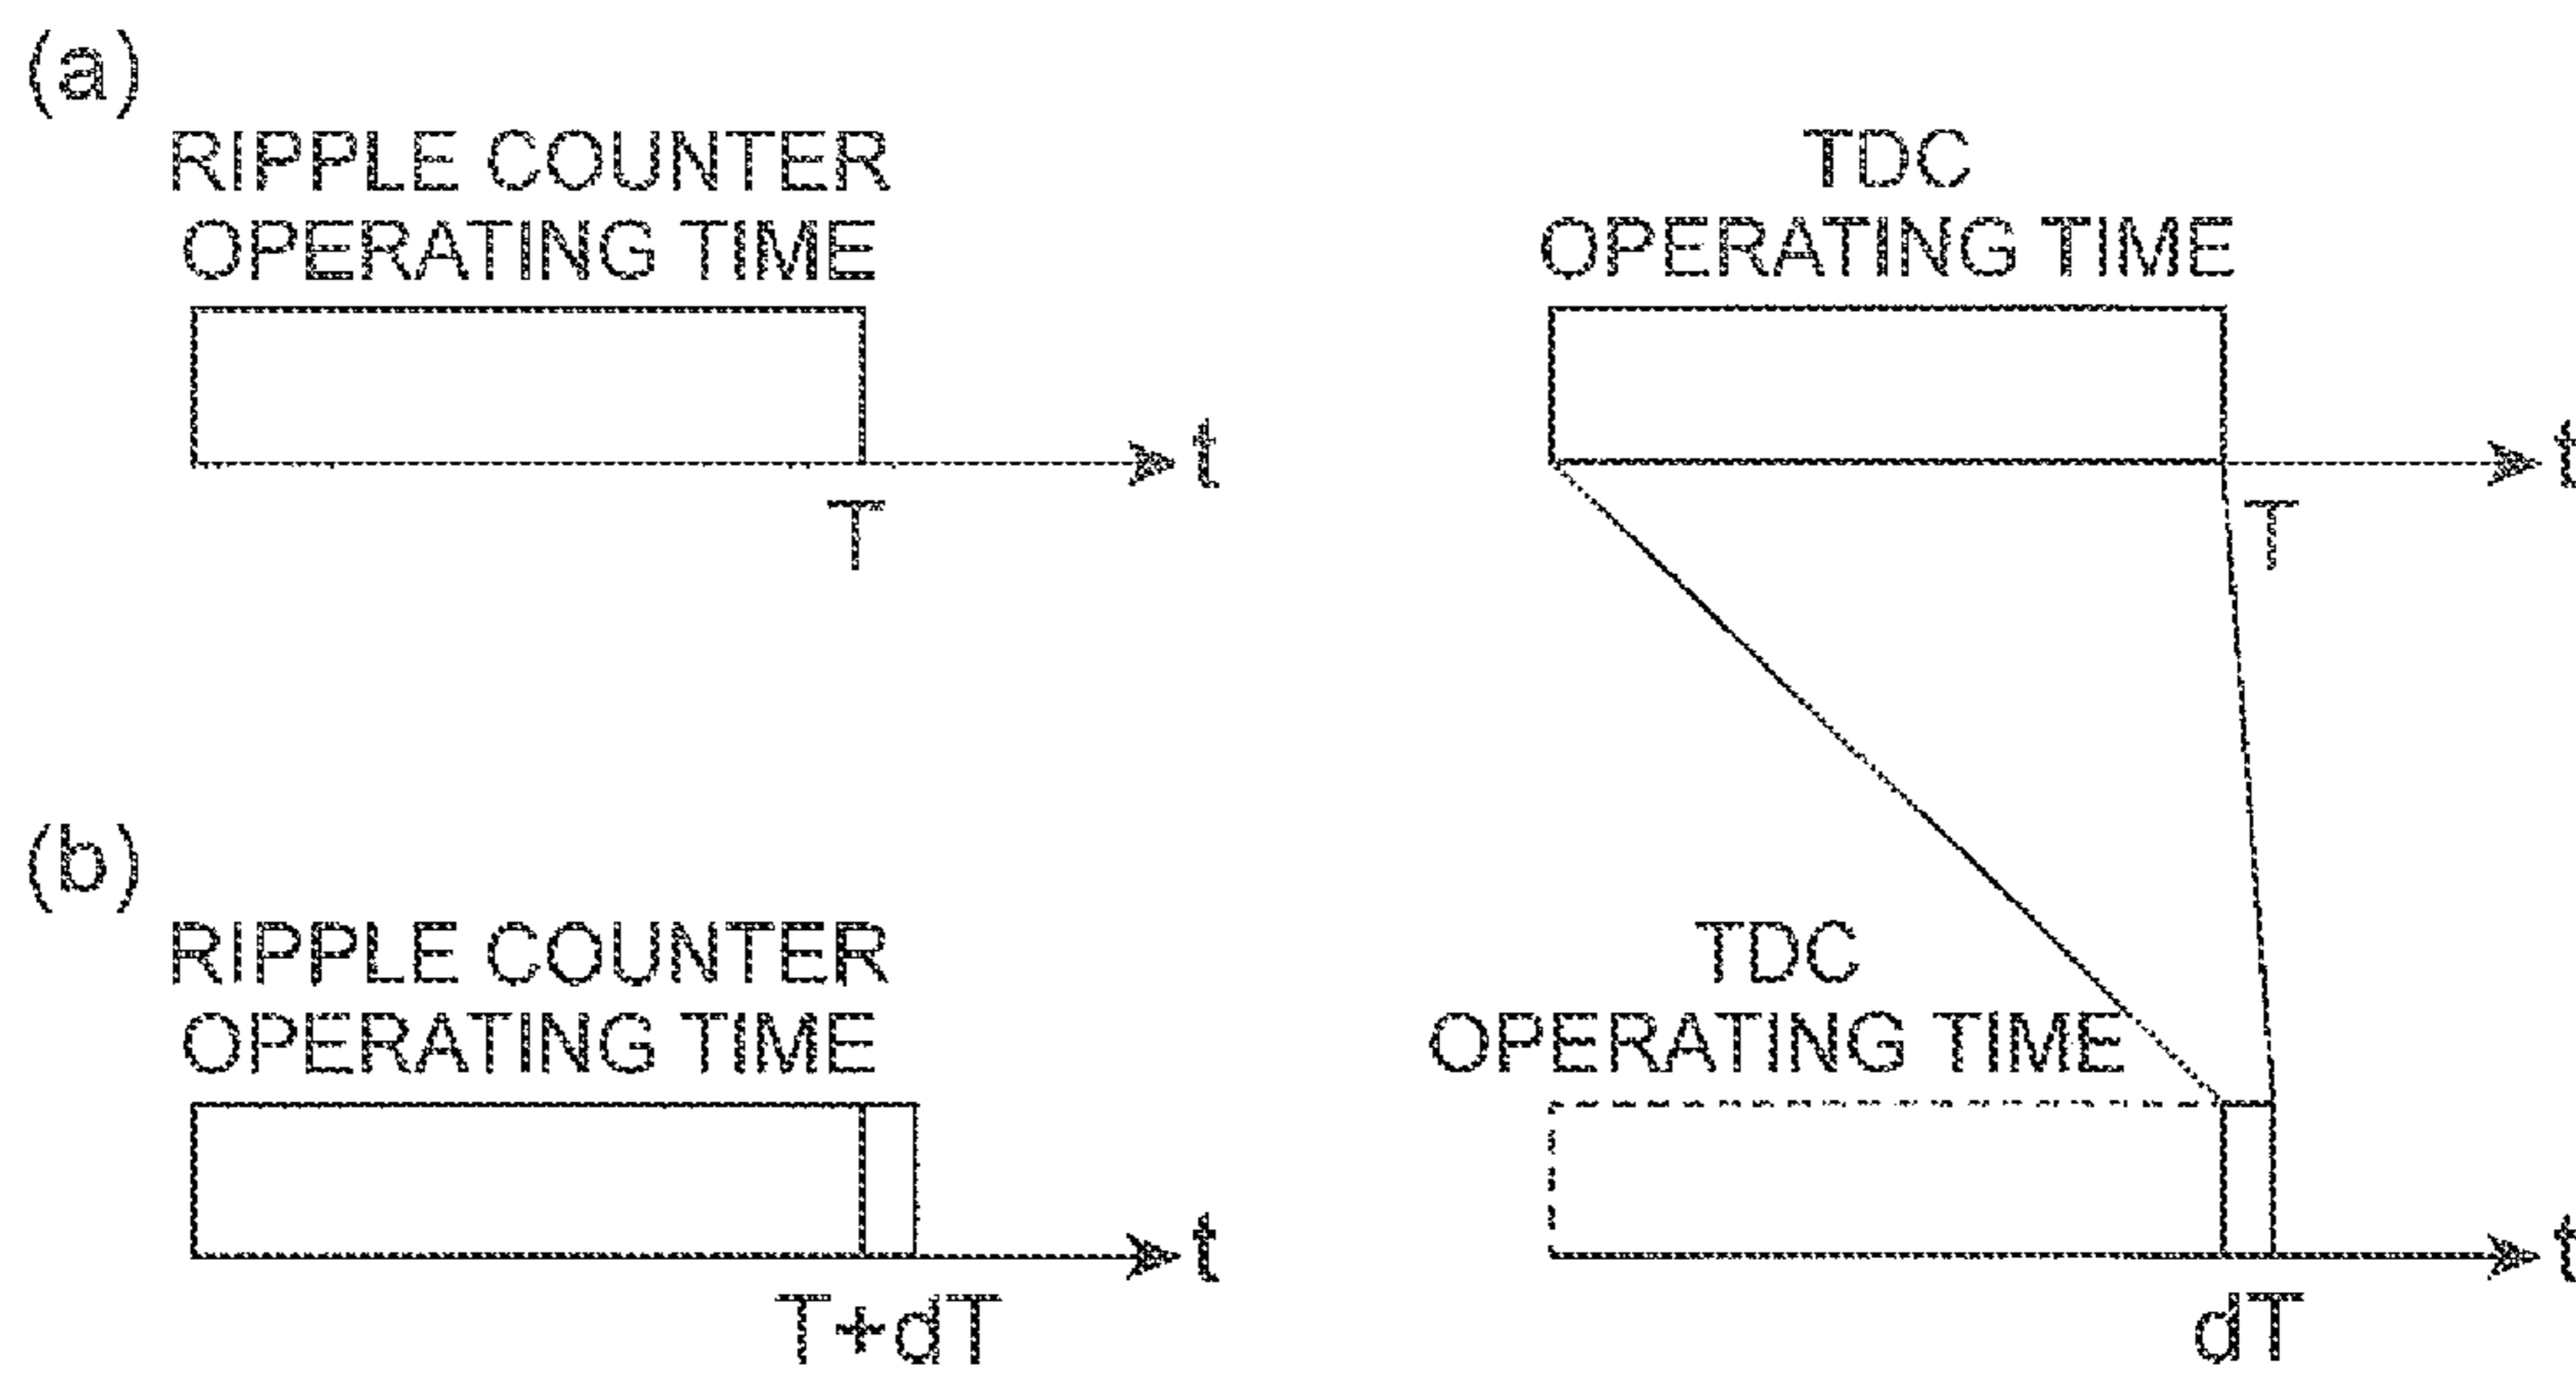 (a)
RIPPLE COUNTER
OPERATING TIME
t
T
TDC
OPERATING TIME
t
T
(b)
RIPPLE COUNTER
OPERATING TIME
t
T+dT
TDC
OPERATING TIME
t
dT